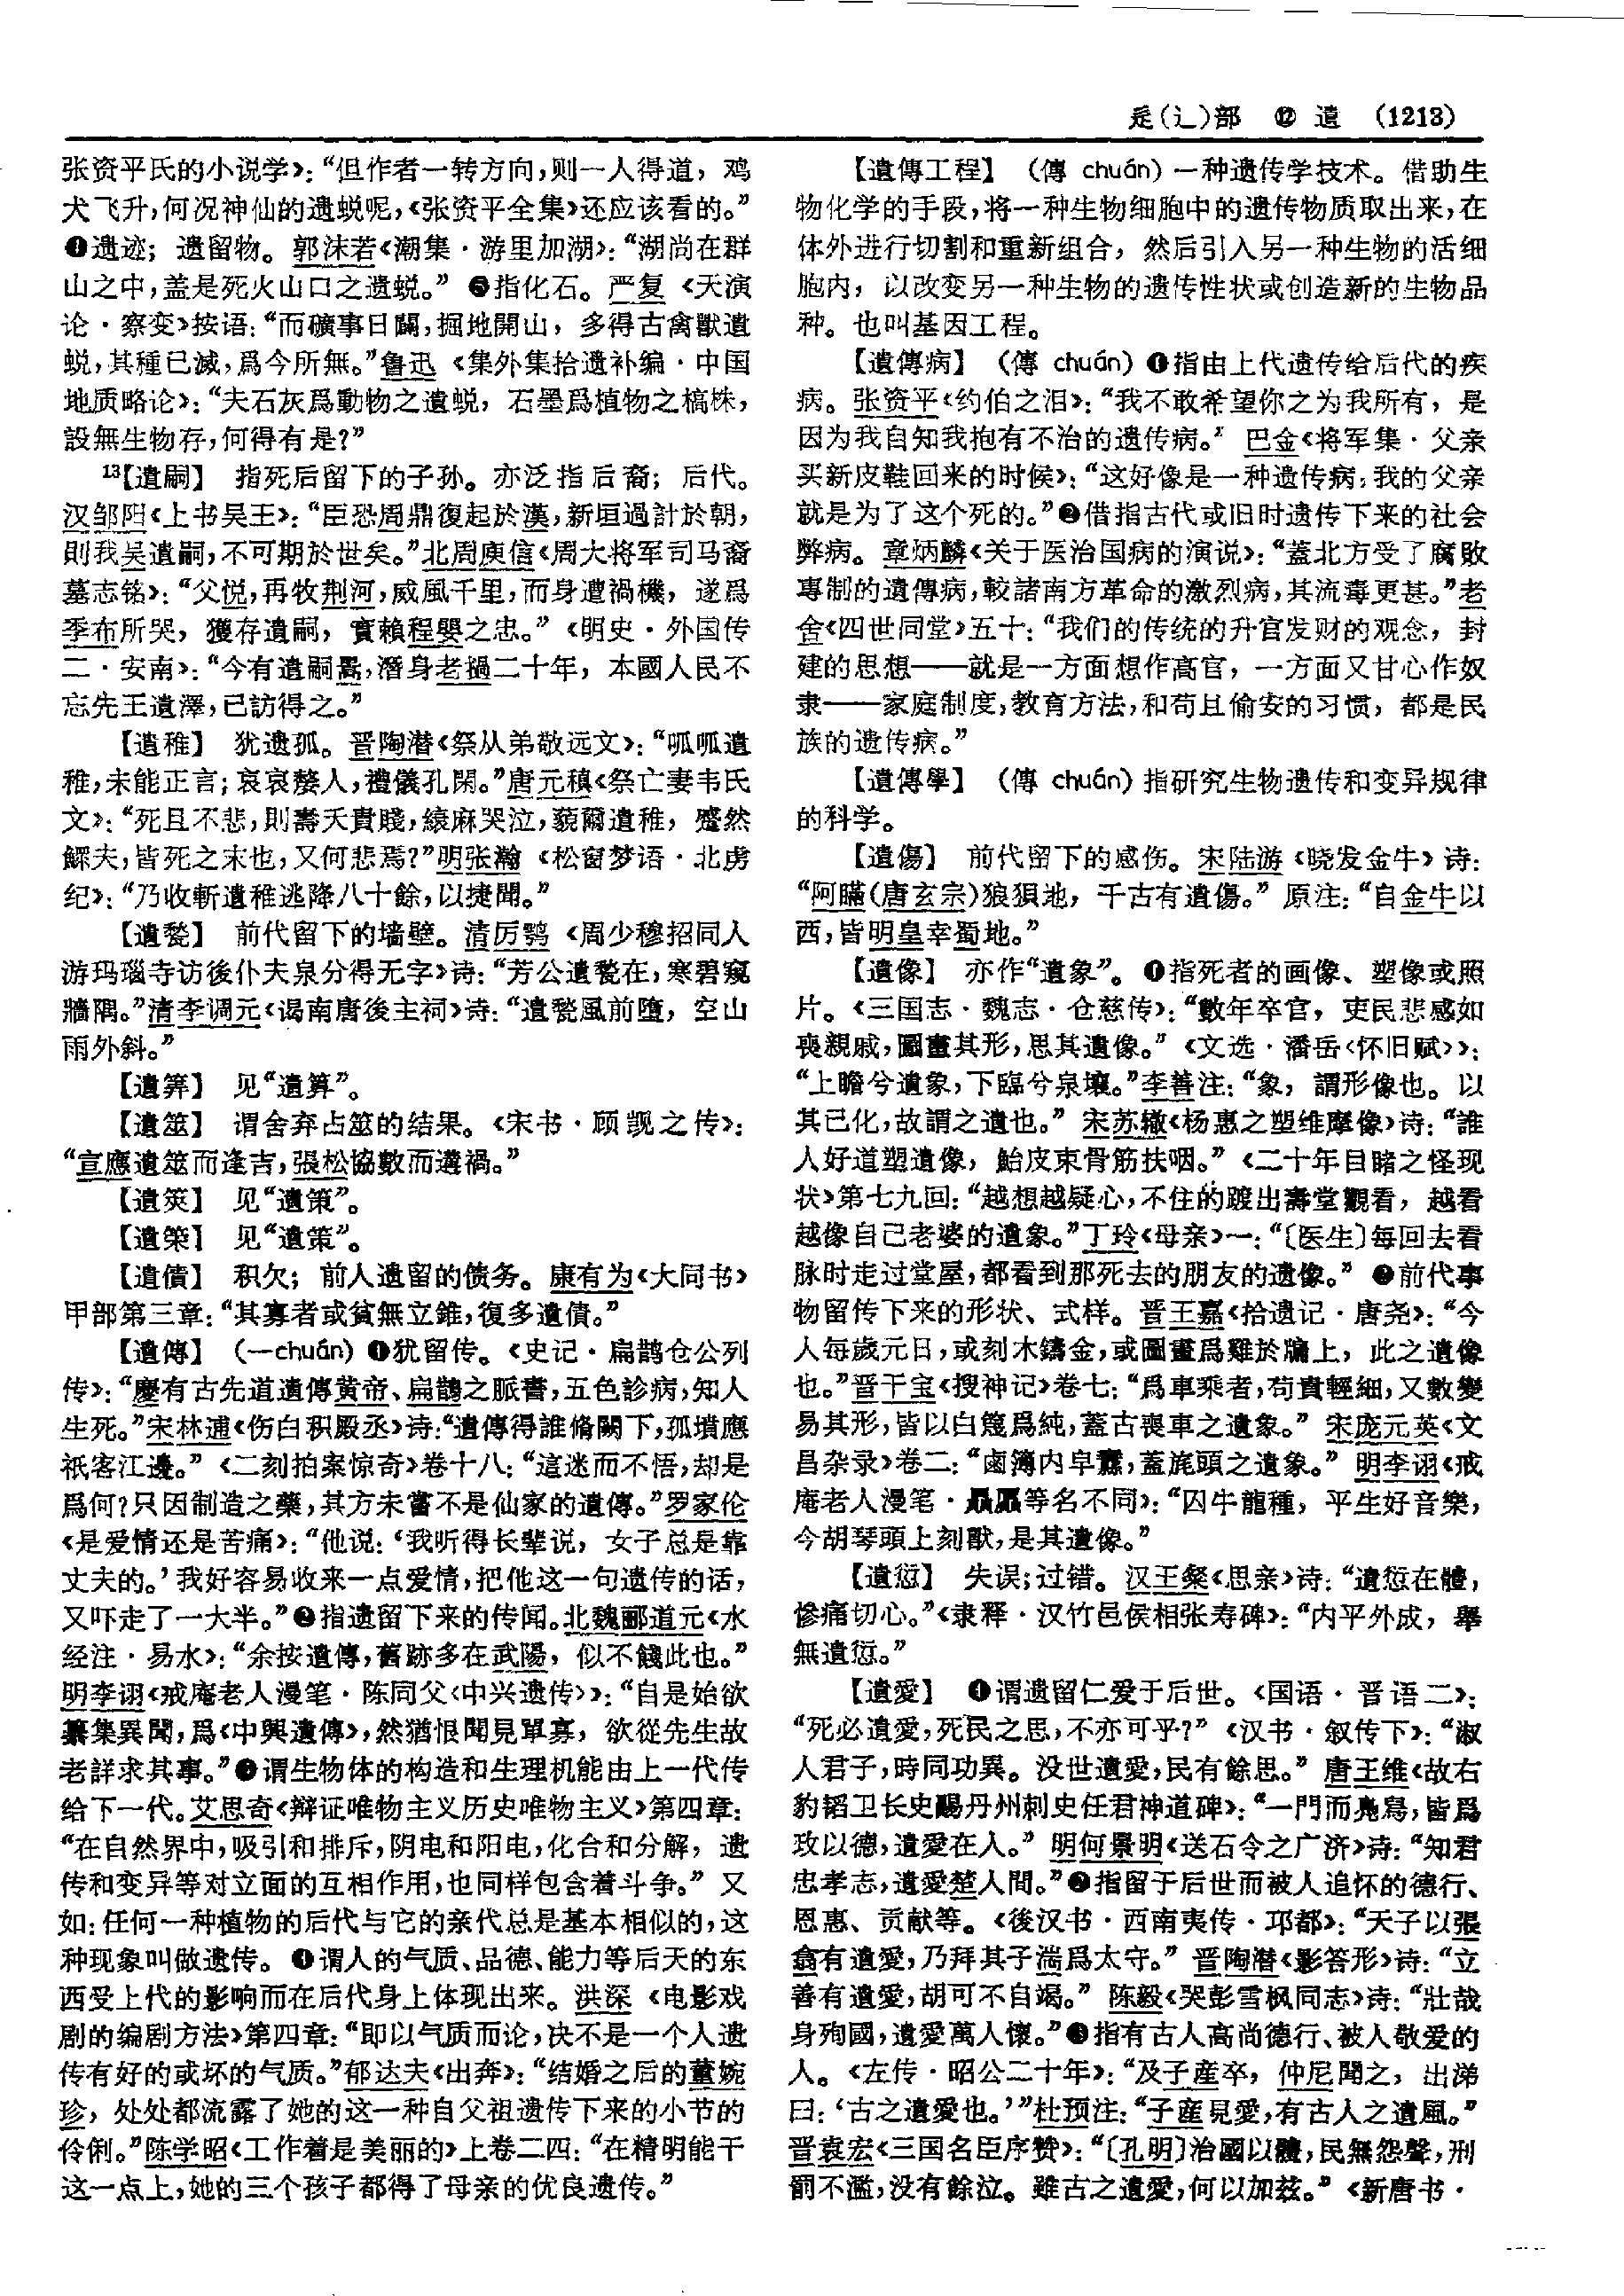 辵(辶)部 ⑫ 遺 (1213)
张资平氏的小说学》：“但作者一转方向，则一人得道，鸡
犬飞升，何况神仙的遗蜕呢，《张资平全集》还应该看的。”
❹遗迹；遗留物。郭沫若《潮集·游里加湖》：“湖尚在群
山之中，盖是死火山口之遗蜕。”❺指化石。严复《天演
论·察变》按语：“而礦事日闢，掘地開山，多得古禽獸遺
蜕，其種已滅，爲今所無。”鲁迅《集外集拾遗补编·中国
地质略论》：“夫石灰爲動物之遺蜕，石墨爲植物之槁株，
設無生物存，何得有是？”
13【遺嗣】 指死后留下的子孙。亦泛指后裔；后代。
汉邹阳《上书吴王》：“臣恐周鼎復起於漢，新垣過計於朝，
則我吴遺嗣，不可期於世矣。”北周庾信《周大将军司马裔
墓志铭》：“父悦，再牧荆河，威風千里，而身遭禍機，遂爲
季布所哭，獲存遺嗣，實賴程嬰之忠。”《明史·外国传
二·安南》：“今有遺嗣暠，潛身老撾二十年，本國人民不
忘先王遺澤，已訪得之。”
【遺稚】 犹遗孤。晋陶潜《祭从弟敬远文》：“呱呱遺
稚，未能正言；哀哀嫠人，禮儀孔閑。”唐元稹《祭亡妻韦氏
文》：“死且不悲，則壽夭貴賤，縗麻哭泣，藐爾遺稚，蹙然
鰥夫，皆死之末也，又何悲焉？”明张瀚《松窗梦语·北虏
纪》：“乃收斬遺稚逃降八十餘，以捷聞。”
【遺甃】 前代留下的墙壁。清厉鹗《周少穆招同人
游玛瑙寺访後仆夫泉分得无字》诗：“芳公遺甃在，寒碧窺
牆隅。”清李调元《谒南唐後主祠》诗：“遺甃風前墮，空山
雨外斜。”
【遺筭】 见“遺算”。
【遺筮】 谓舍弃占筮的结果。《宋书·顾觊之传》：
“宣應遺筮而逢吉，張松協數而遘禍。”
【遺筴】 见“遺策”。
【遺䇲】 见“遺策”。
【遺債】 积欠；前人遗留的债务。康有为《大同书》
甲部第三章：“其寡者或貧無立錐，復多遺債。”
【遺傳】 (—chuán) ❶犹留传。《史记·扁鹊仓公列
传》：“慶有古先道遺傳黄帝、扁鵲之脈書，五色診病，知人
生死。”宋林逋《伤白积殿丞》诗：“遺傳得誰脩闕下，孤墳應
祇客江邊。”《二刻拍案惊奇》卷十八：“這迷而不悟，却是
爲何？只因制造之藥，其方未嘗不是仙家的遺傳。”罗家伦
《是爱情还是苦痛》：“他说：‘我听得长辈说，女子总是靠
丈夫的。’我好容易收来一点爱情，把他这一句遗传的话，
又吓走了一大半。”❷指遗留下来的传闻。北魏郦道元《水
经注·易水》：“余按遺傳，舊跡多在武陽，似不餞此也。”
明李诩《戒庵老人漫笔·陈同父〈中兴遗传〉》：“自是始欲
纂集異聞，爲《中興遺傳》，然猶恨聞見單寡，欲從先生故
老詳求其事。”❸谓生物体的构造和生理机能由上一代传
给下一代。艾思奇《辩证唯物主义历史唯物主义》第四章：
“在自然界中，吸引和排斥，阴电和阳电，化合和分解，遗
传和变异等对立面的互相作用，也同样包含着斗争。”又
如：任何一种植物的后代与它的亲代总是基本相似的，这
种现象叫做遗传。❹谓人的气质、品德、能力等后天的东
西受上代的影响而在后代身上体现出来。洪深《电影戏
剧的编剧方法》第四章：“即以气质而论，决不是一个人遗
传有好的或坏的气质。”郁达夫《出奔》：“结婚之后的董婉
珍，处处都流露了她的这一种自父祖遗传下来的小节的
伶俐。”陈学昭《工作着是美丽的》上卷二四：“在精明能干
这一点上，她的三个孩子都得了母亲的优良遗传。”
【遺傳工程】 (傳 chuán) 一种遗传学技术。借助生
物化学的手段，将一种生物细胞中的遗传物质取出来，在
体外进行切割和重新组合，然后引入另一种生物的活细
胞内，以改变另一种生物的遗传性状或创造新的生物品
种。也叫基因工程。
【遺傳病】 (傳 chuán) ❶指由上代遗传给后代的疾
病。张资平《约伯之泪》：“我不敢希望你之为我所有，是
因为我自知我抱有不治的遗传病。” 巴金《将军集·父亲
买新皮鞋回来的时候》：“这好像是一种遗传病；我的父亲
就是为了这个死的。”❷借指古代或旧时遗传下来的社会
弊病。章炳麟《关于医治国病的演说》：“蓋北方受了腐敗
專制的遺傳病，較諸南方革命的激烈病，其流毒更甚。”老
舍《四世同堂》五十：“我们的传统的升官发财的观念，封
建的思想——就是一方面想作高官，一方面又甘心作奴
隶——家庭制度，教育方法，和苟且偷安的习惯，都是民
族的遗传病。”
【遺傳學】 (傳 chuán) 指研究生物遗传和变异规律
的科学。
【遺傷】 前代留下的感伤。宋陆游《晓发金牛》诗：
“阿瞞(唐玄宗)狼狽地，千古有遺傷。” 原注：“自金牛以
西，皆明皇幸蜀地。”
【遺像】 亦作“遺象”。❶指死者的画像、塑像或照
片。《三国志·魏志·仓慈传》：“數年卒官，吏民悲感如
喪親戚，圖畫其形，思其遺像。”《文选·潘岳〈怀旧赋〉》：
“上瞻兮遺象，下臨兮泉壤。”李善注：“象，謂形像也。以
其已化，故謂之遺也。” 宋苏辙《杨惠之塑维摩像》诗：“誰
人好道塑遺像，鮐皮束骨筋扶咽。”《二十年目睹之怪现
状》第七九回：“越想越疑心，不住的踱出壽堂觀看，越看
越像自己老婆的遺象。”丁玲《母亲》一：“〔医生〕每回去看
脉时走过堂屋，都看到那死去的朋友的遗像。”❷前代事
物留传下来的形状、式样。晋王嘉《拾遗记·唐尧》：“今
人每歲元日，或刻木鑄金，或圖畫爲雞於牖上，此之遺像
也。”晋干宝《搜神记》卷七：“爲車乘者，苟貴輕細，又數變
易其形，皆以白篾爲純，蓋古喪車之遺象。” 宋庞元英《文
昌杂录》卷二：“鹵簿内皁纛，蓋旄頭之遺象。” 明李诩《戒
庵老人漫笔·等名不同》：“囚牛龍種，平生好音樂，
今胡琴頭上刻獸，是其遺像。”
【遺愆】 失误；过错。汉王粲《思亲》诗：“遺愆在體，
慘痛切心。”《隶释·汉竹邑侯相张寿碑》：“内平外成，舉
無遺愆。”
【遺愛】 ❶谓遗留仁爱于后世。《国语·晋语二》：
“死必遺愛，死民之思，不亦可乎？”《汉书·叙传下》：“淑
人君子，時同功異。没世遺愛，民有餘思。” 唐王维《故右
豹韬卫长史赐丹州刺史任君神道碑》：“一門而鳧舄，皆爲
政以德，遺愛在人。” 明何景明《送石令之广济》诗：“知君
忠孝志，遺愛楚人間。”❷指留于后世而被人追怀的德行、
恩惠、贡献等。《後汉书·西南夷传·邛都》：“天子以張
翕有遺愛，乃拜其子湍爲太守。” 晋陶潜《影答形》诗：“立
善有遺愛，胡可不自竭。” 陈毅《哭彭雪枫同志》诗：“壯哉
身殉國，遺愛萬人懷。”❸指有古人高尚德行、被人敬爱的
人。《左传·昭公二十年》：“及子産卒，仲尼聞之，出涕
曰：‘古之遺愛也。’”杜预注：“子産見愛，有古人之遺風。”
晋袁宏《三国名臣序赞》：“〔孔明〕治國以禮，民無怨聲，刑
罰不濫，没有餘泣。雖古之遺愛，何以加兹。”《新唐书·